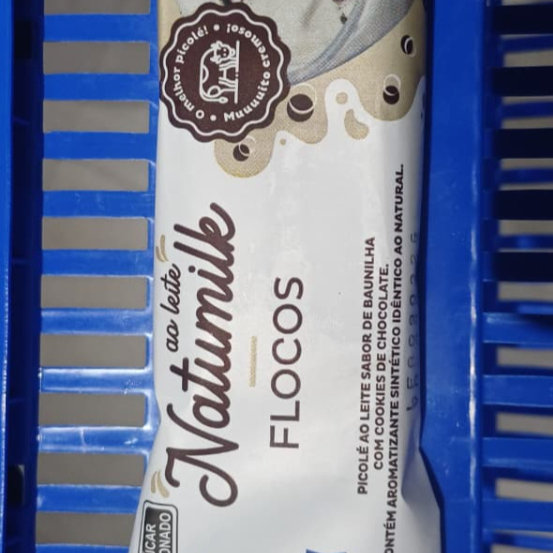 O melhor picolé!
Muuuuito cremoso!
ao leite
Natumilk
FLOCOS
PICOLÉ AO LEITE SABOR DE BAUNILHA
COM COOKIES DE CHOCOLATE.
CONTÉM AROMATIZANTE SINTÉTICO IDÊNTICO AO NATURAL.